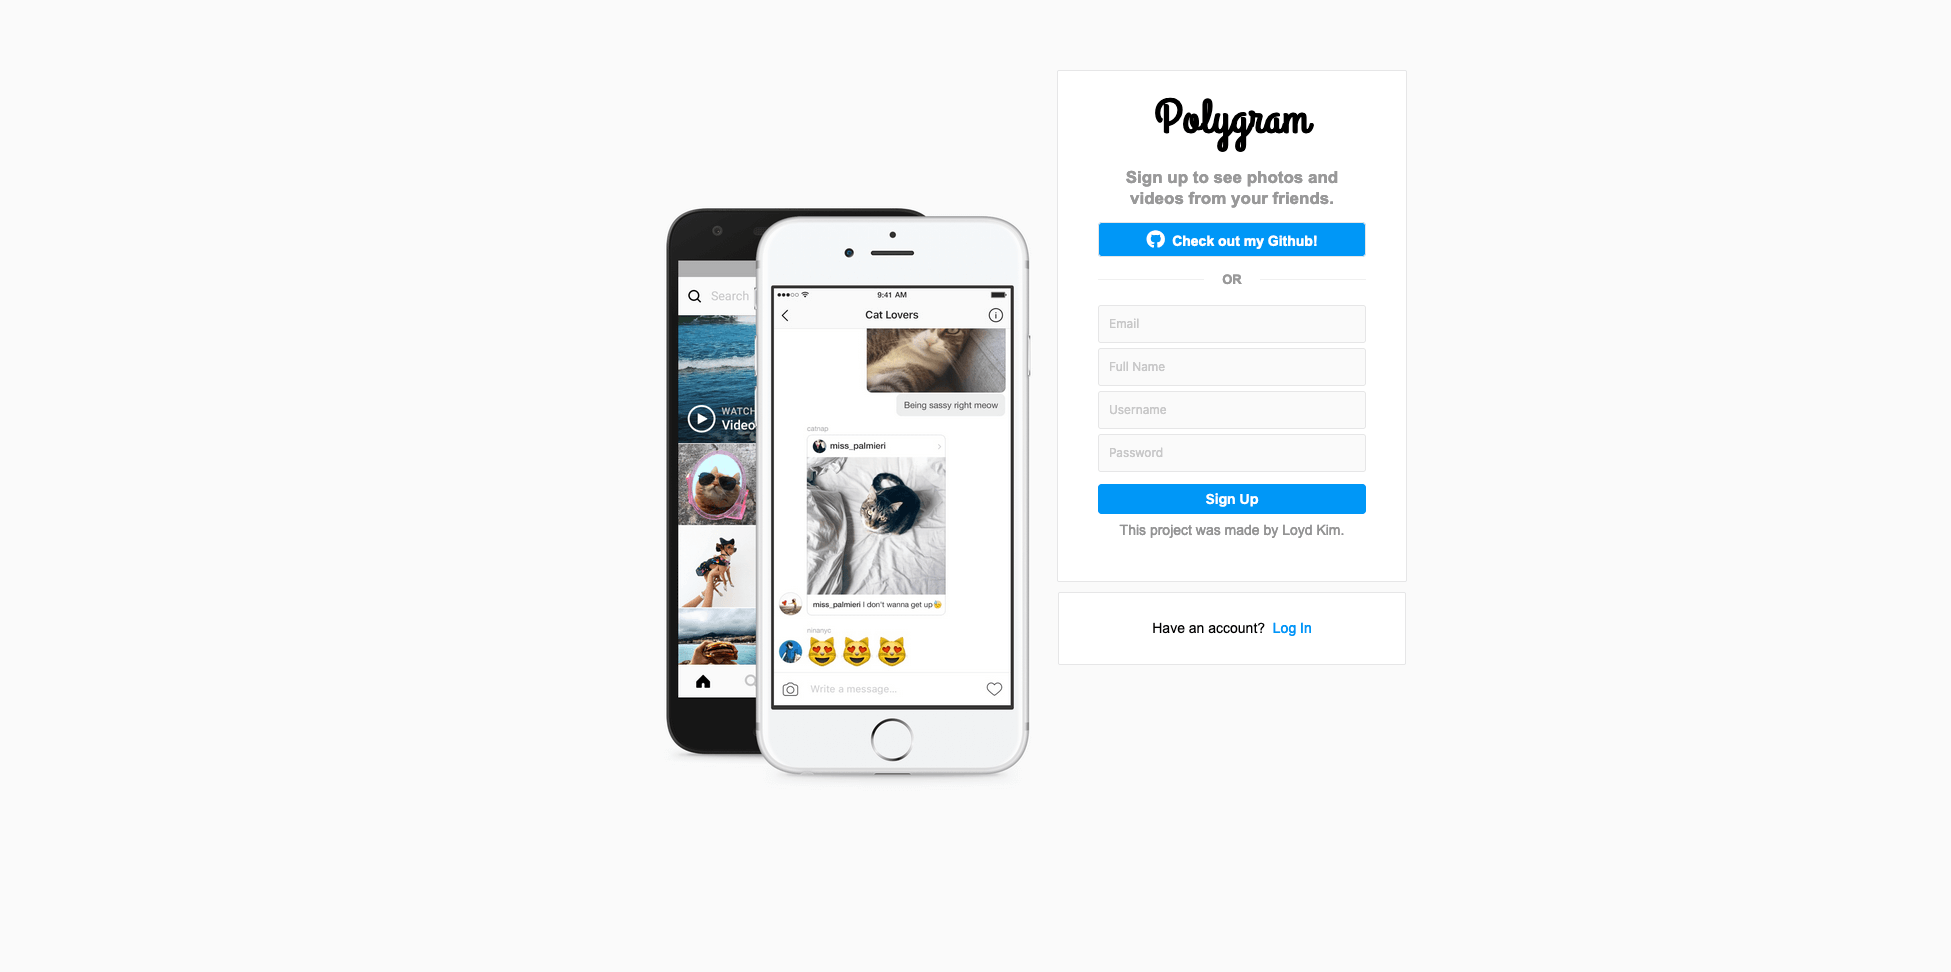 Search
WATCH
Video
9:41 AM
Cat Lovers
Being sassy right meow
catnap
miss_palmieri
miss_palmieri I don't wanna get up
ninanyc
Write a message...
Polygram
Sign up to see photos and
videos from your friends.
Check out my Github!
OR
Email
Full Name
Username
Password
Sign Up
This project was made by Loyd Kim.
Have an account? Log In